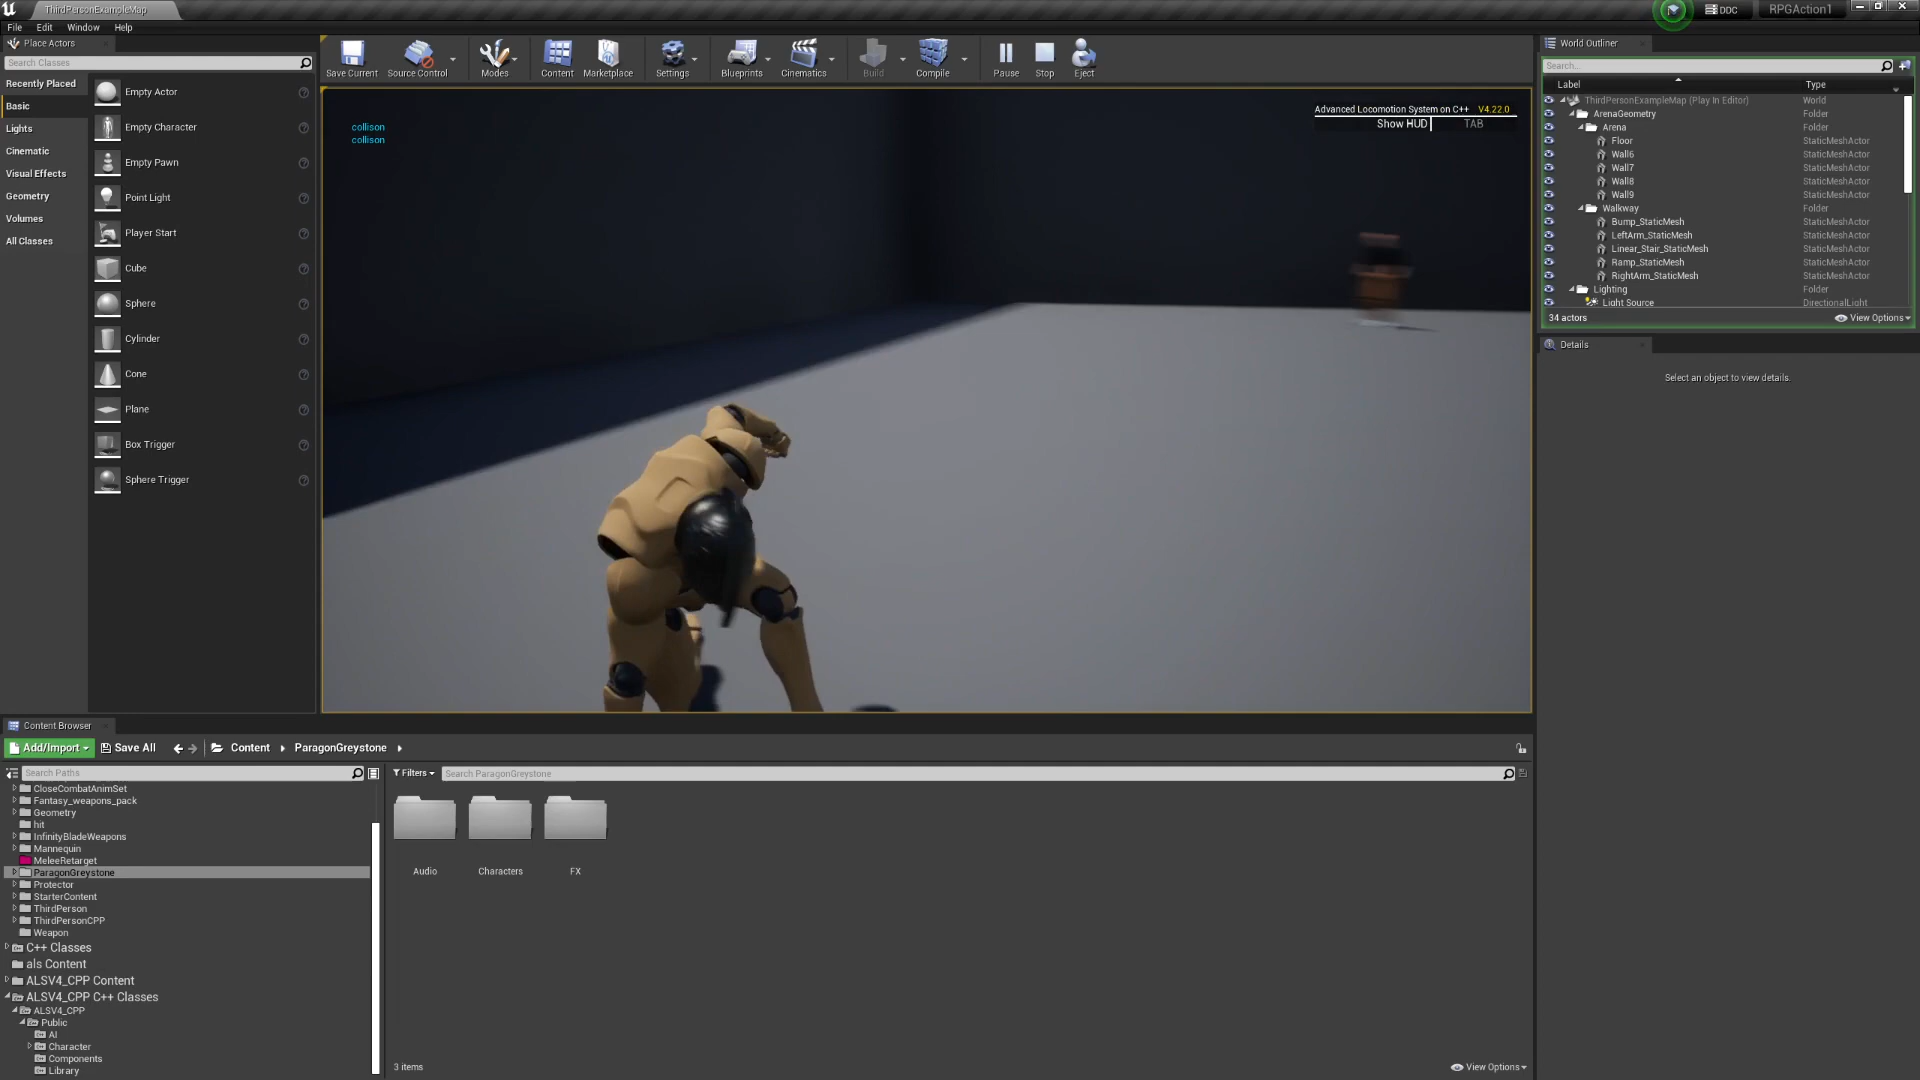 ThirdPersonExampleMap
DDC
RPGAction1
File Edit Window Help
Place Actors
Search Classes
Recently Placed
Basic
Lights
Cinematic
Visual Effects
Geometry
Volumes
All Classes
Empty Actor
Empty Character
Empty Pawn
Point Light
Player Start
Cube
Sphere
Cylinder
Cone
Plane
Box Trigger
Sphere Trigger
Save Current
Source Control
Modes
Content
Marketplace
Settings
Blueprints
Cinematics
Build
Compile
Pause
Stop
Eject
collison
collison
Advanced Locomotion System on C++ V4.22.0
Show HUD TAB
World Outliner
Search...
Label Type
ThirdPersonExampleMap (Play In Editor) World
ArenaGeometry Folder
Arena Folder
Floor StaticMeshActor
Wall6 StaticMeshActor
Wall7 StaticMeshActor
Wall8 StaticMeshActor
Wall9 StaticMeshActor
Walkway Folder
Bump_StaticMesh StaticMeshActor
LeftArm_StaticMesh StaticMeshActor
Linear_Stair_StaticMesh StaticMeshActor
Ramp_StaticMesh StaticMeshActor
RightArm_StaticMesh StaticMeshActor
Lighting Folder
Light Source DirectionalLight
34 actors
View Options
Details
Select an object to view details.
Content Browser
Add/Import Save All Content ParagonGreystone
Search Paths
CloseCombatAnimSet
Fantasy_weapons_pack
Geometry
hit
InfinityBladeWeapons
Mannequin
MeleeRetarget
ParagonGreystone
Protector
StarterContent
ThirdPerson
ThirdPersonCPP
Weapon
C++ Classes
als Content
ALSV4_CPP Content
ALSV4_CPP C++ Classes
ALSV4_CPP
Public
AI
Character
Components
Library
Filters
Search ParagonGreystone
Audio
Characters
FX
3 items
View Options